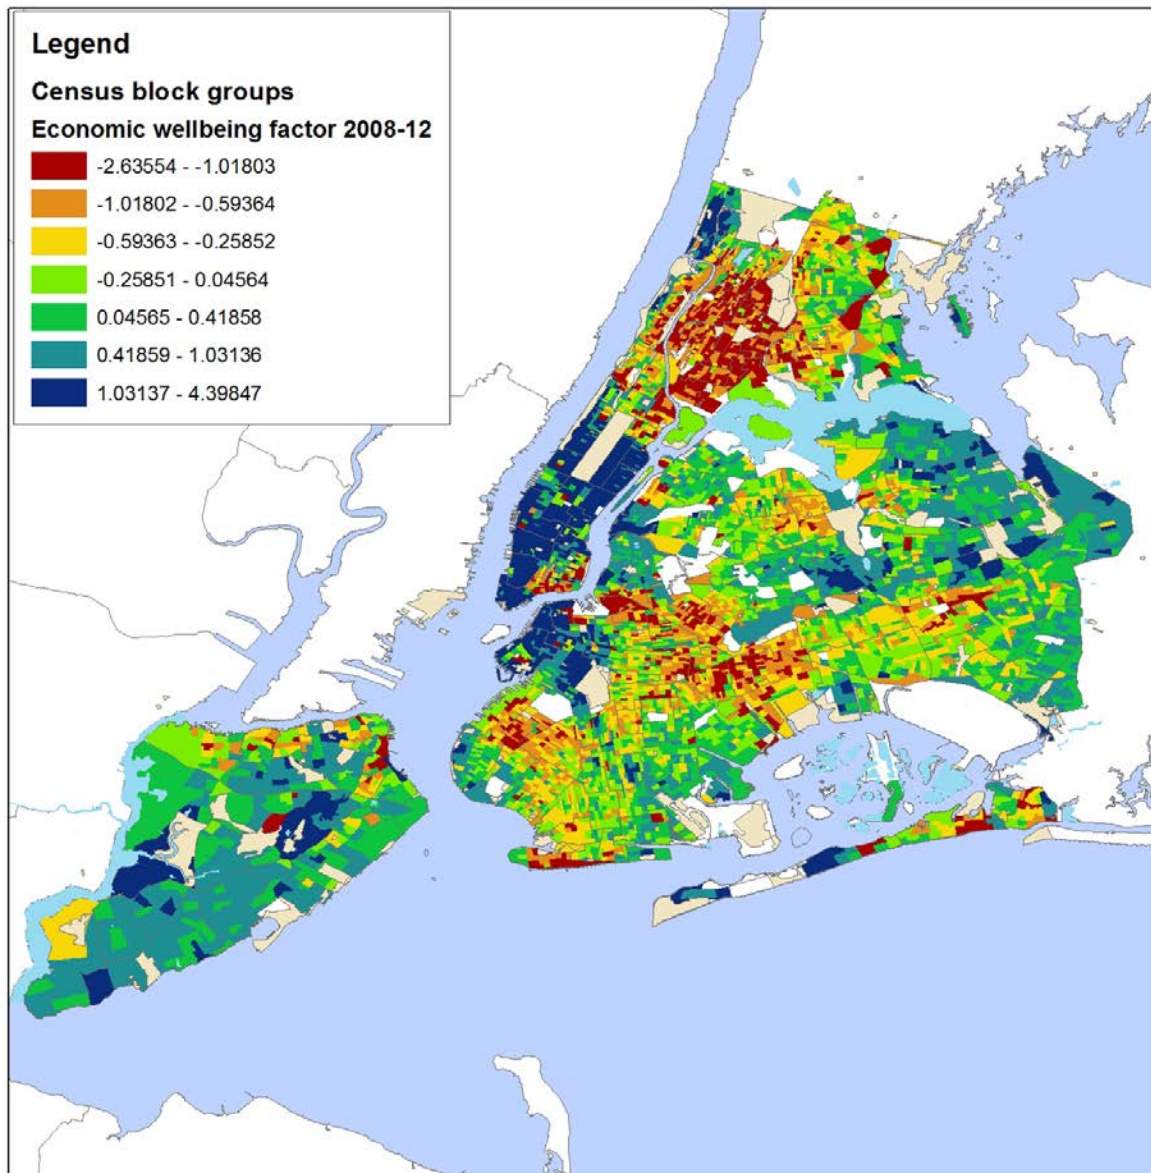 Legend
Census block groups
Economic wellbeing factor 2008-12
-2.63554 - -1.01803
-1.01802 - -0.59364
-0.59363 - -0.25852
-0.25851 - 0.04564
0.04565 - 0.41858
0.41859 - 1.03136
1.03137 - 4.39847